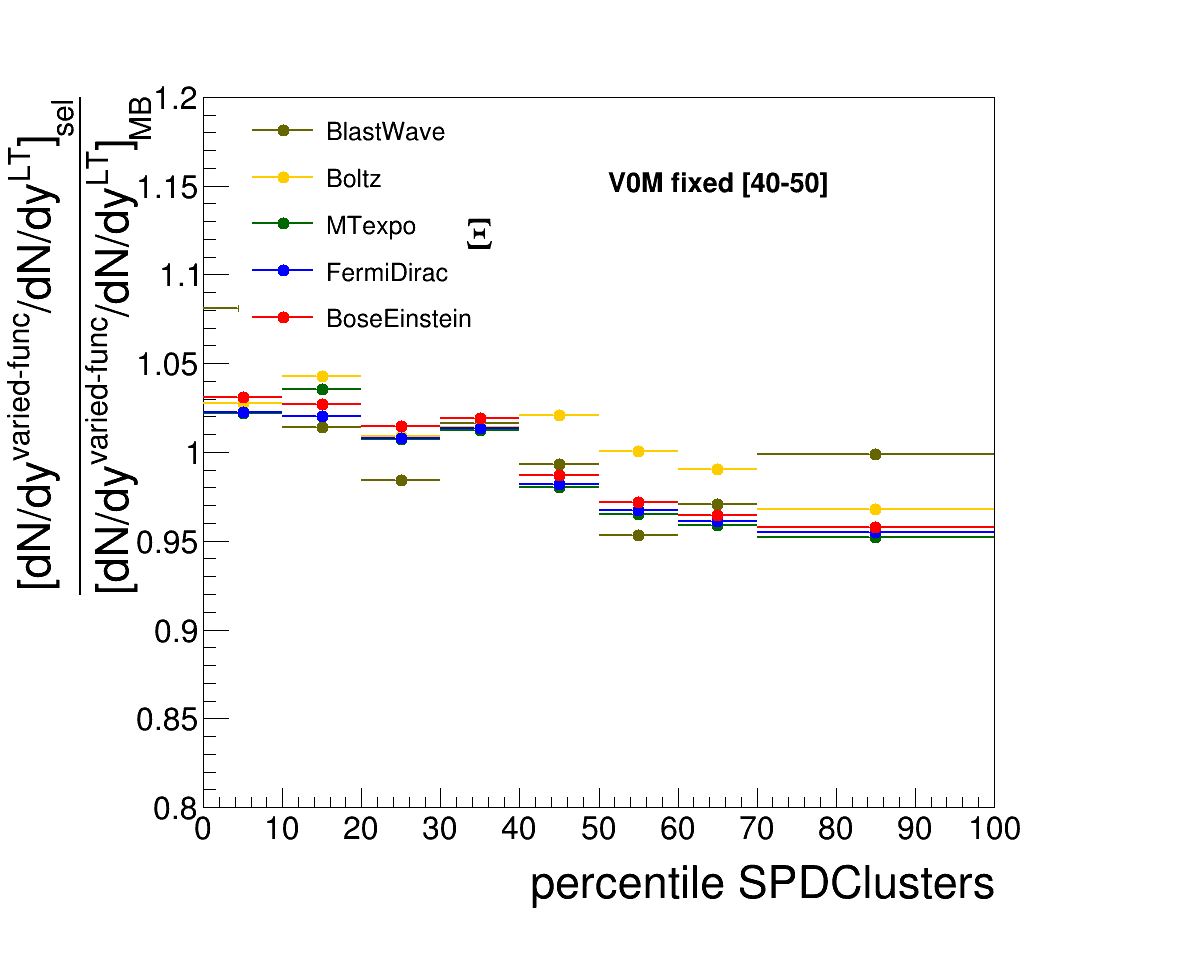 [dN/dy^varied-func/dN/dy^LT]_sel
[dN/dy^varied-func/dN/dy^LT]_MB
1.2
1.15
1.1
1.05
1
0.95
0.9
0.85
0.8
BlastWave
Boltz
MTexpo
FermiDirac
BoseEinstein
Ξ
V0M fixed [40-50]
0 10 20 30 40 50 60 70 80 90 100
percentile SPDClusters